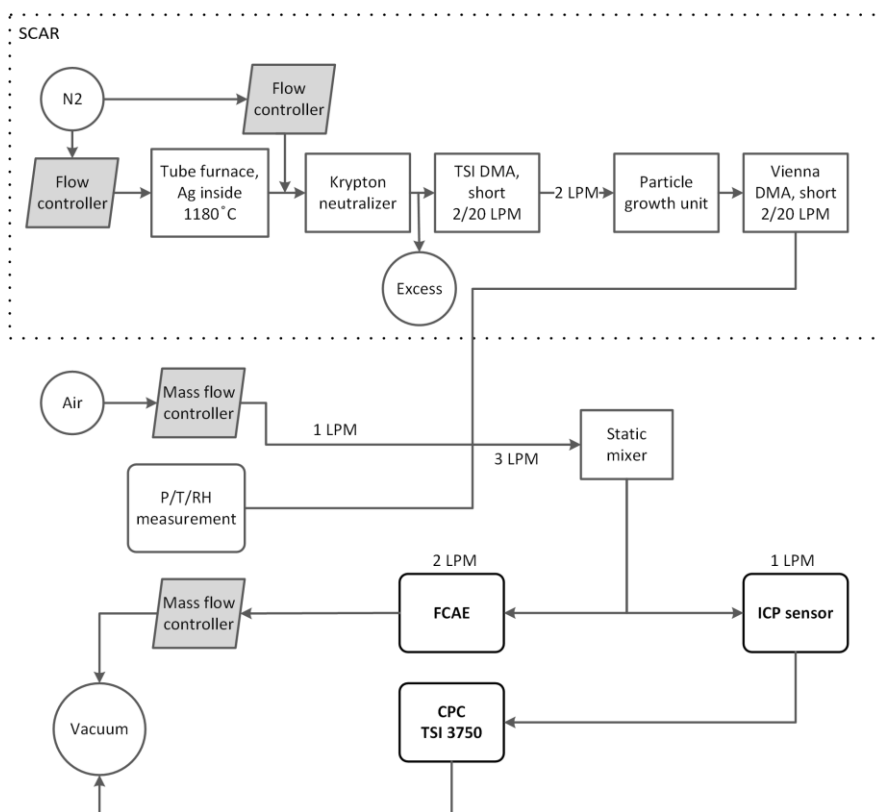 SCAR
N2
Flow
controller
Flow
controller
Tube furnace,
Ag inside
1180˚C
Krypton
neutralizer
TSI DMA,
short
2/20 LPM
2 LPM
Particle
growth unit
Vienna
DMA, short
2/20 LPM
Excess
Air
Mass flow
controller
1 LPM
3 LPM
Static
mixer
P/T/RH
measurement
2 LPM
1 LPM
Mass flow
controller
FCAE
ICP sensor
Vacuum
CPC
TSI 3750